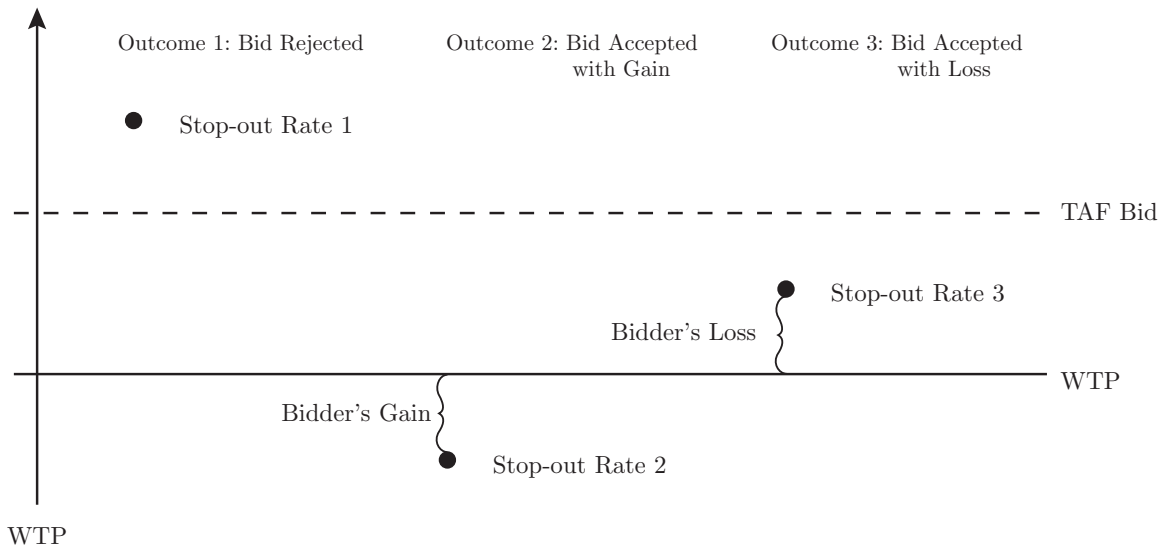 Outcome 1: Bid Rejected
Outcome 2: Bid Accepted
with Gain
Outcome 3: Bid Accepted
with Loss
Stop-out Rate 1
TAF Bid
Stop-out Rate 3
Bidder's Loss
WTP
Bidder's Gain
Stop-out Rate 2
WTP